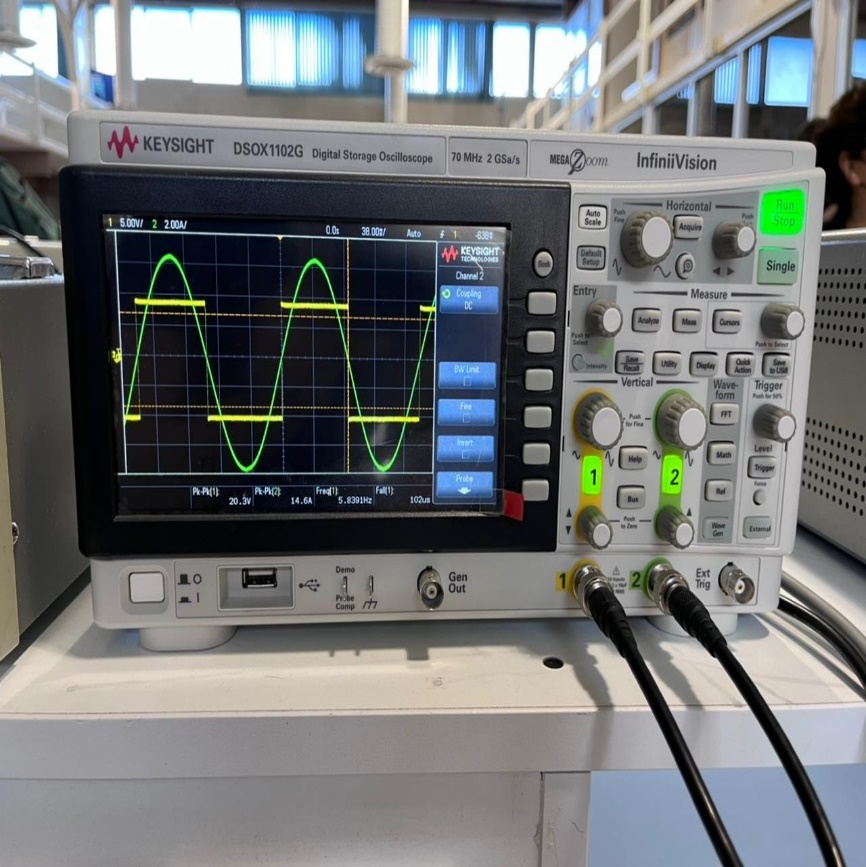 KEYSIGHT DSOX1102G Digital Storage Oscilloscope 70 MHz 2 GSa/s MEGA Zoom InfiniiVision
1 5.00V/ 2 2.00A/ 0.0s 38.00 Auto 1
KEYSIGHT
TECHNOLOGIES
Channel 2
Coupling
DC
BW Limit
Fine
Invert
Probe
Pk-Pk(1): Pk-Pk(2): Freq(1): Fall(1):
20.3V 14.6A 5.8391Hz 102us
Back
Horizontal
Auto
Scale
Push
Fine
Acquire
Push
Run
Stop
Default
Setup
Single
Entry
Measure
Push to
Select
Analyze
Meas
Cursors
Push to Select
Intensity
Save
Recall
Utility
Display
Quick
Action
Save
to USB
Vertical
Wave-
form
Trigger
Push for 50%
Push
for Fine
FFT
Level
Help
Math
Trigger
1
2
Force
Bus
Ref
Push
to Zero
Wave
Gen
External
O
I
Demo
Probe
Comp
Gen
Out
1
2
Ext
Trig